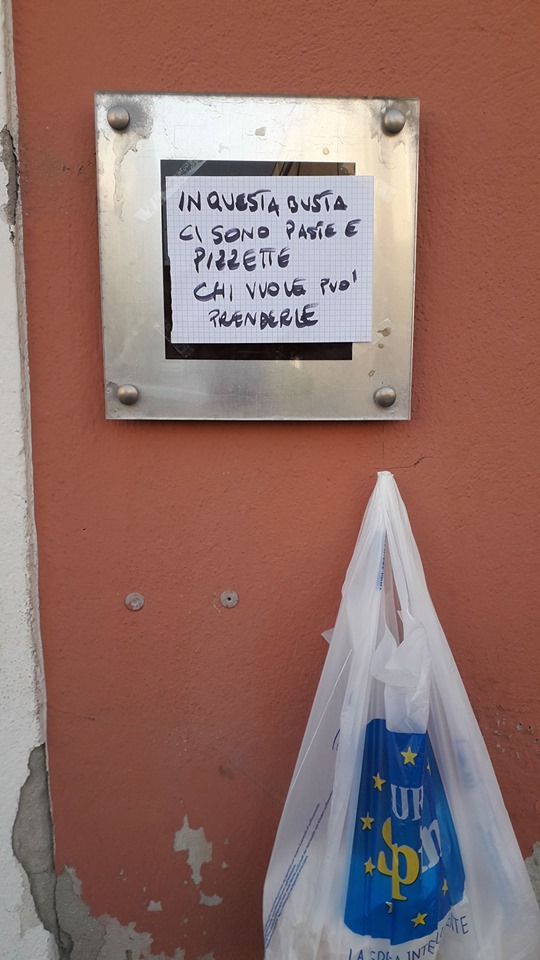 IN QUESTA BUSTA
CI SONO PASTE E
PIZZETTE
CHI VUOLE PUO'
PRENDERLE